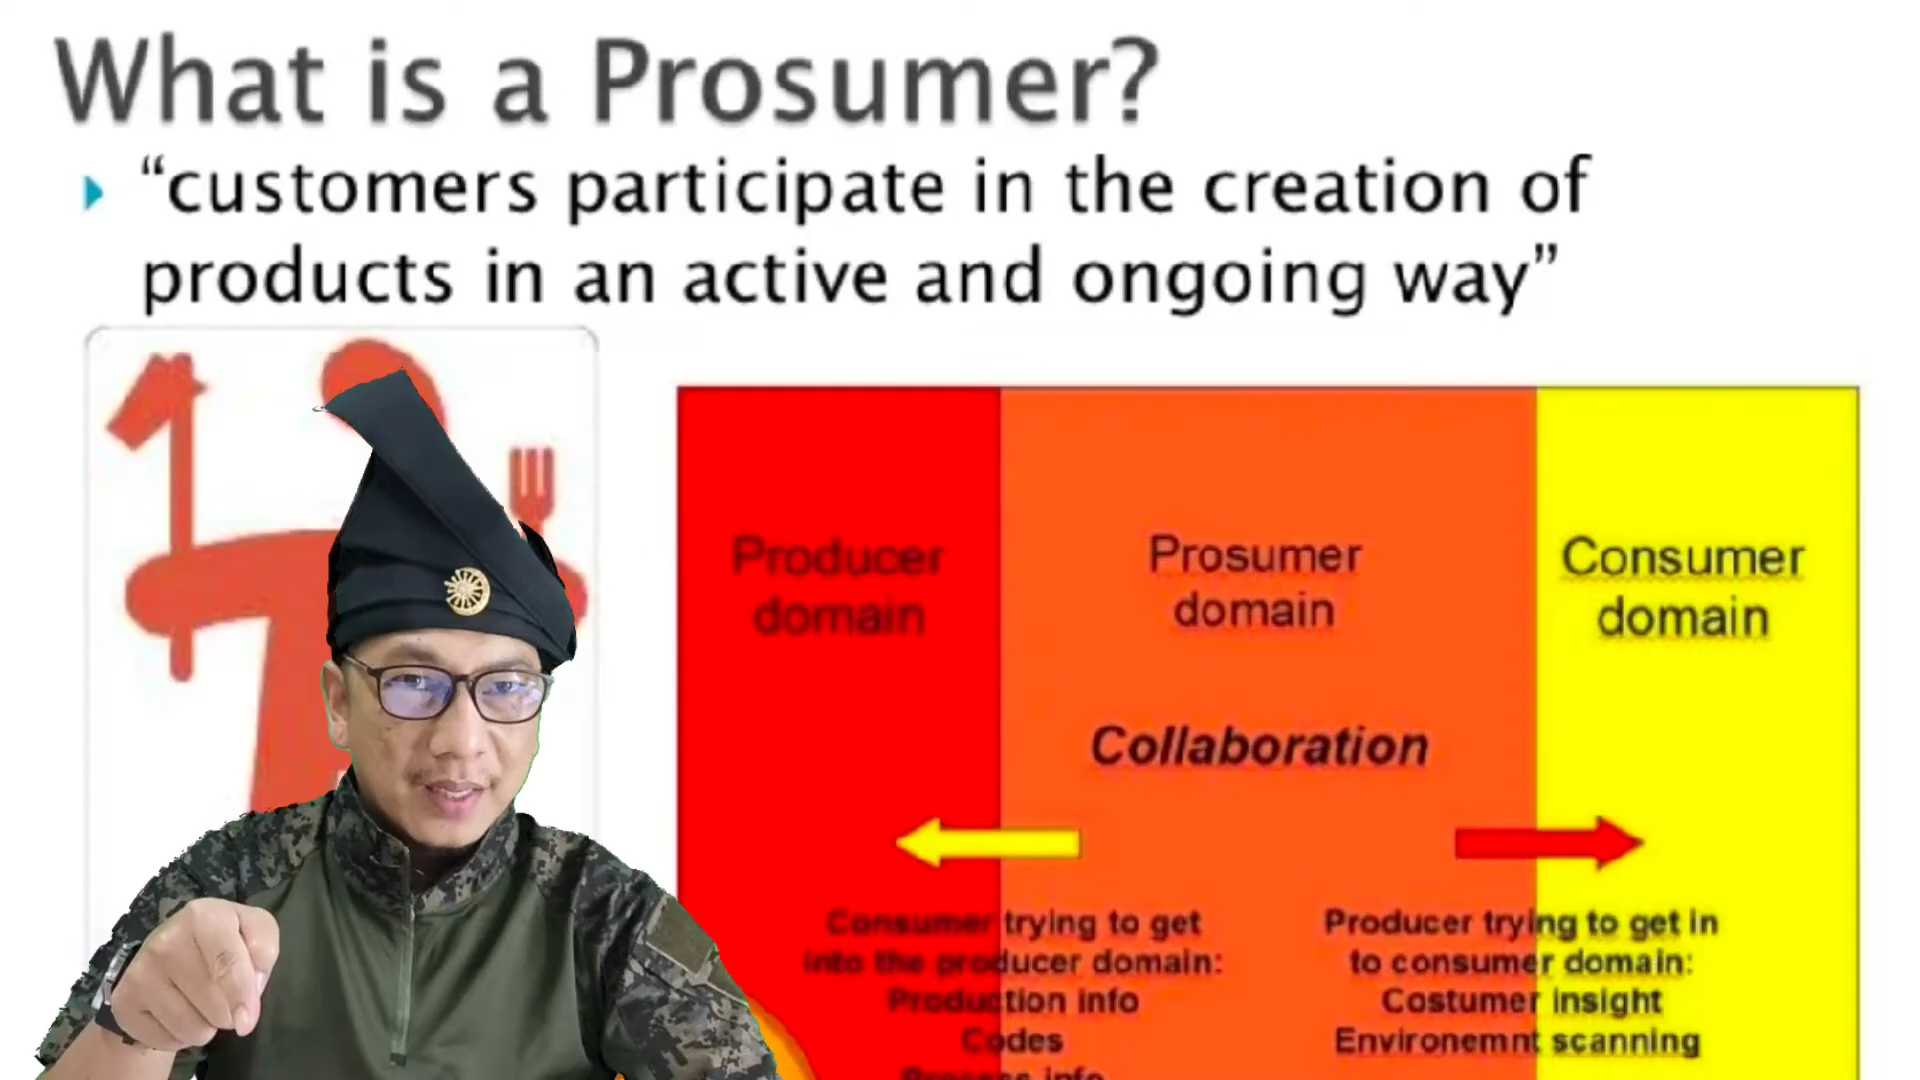 What is a Prosumer?
“customers participate in the creation of
products in an active and ongoing way”
Producer
domain
Prosumer
domain
Consumer
domain
Collaboration
Consumer trying to get
into the producer domain:
Production info
Codes
Process info
Producer trying to get in
to consumer domain:
Costumer insight
Environemnt scanning